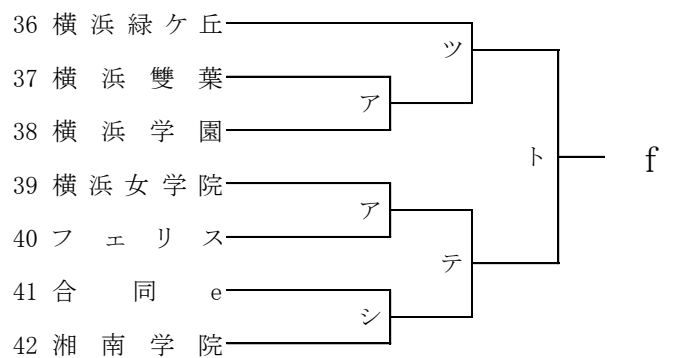 36 横浜緑ケ丘
ツ
37 横浜雙葉
ア
38 横浜学園
ト
f
39 横浜女学院
ア
40 フェリス
テ
41 合同e
シ
42 湘南学院